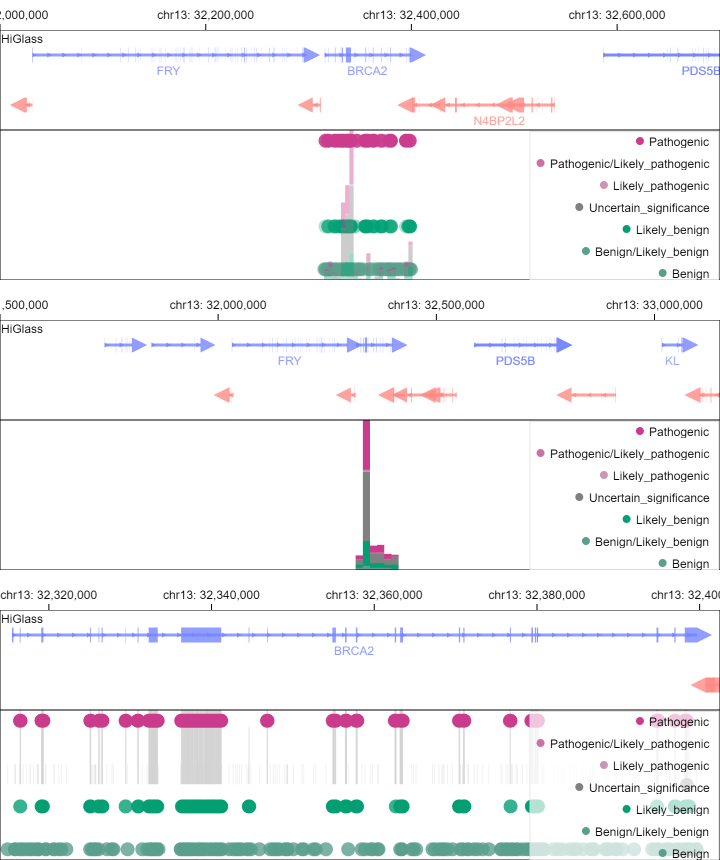 2,000,000 chr13: 32,200,000 chr13: 32,400,000 chr13: 32,600,000
HiGlass
FRY BRCA2 PDS5B
N4BP2L2
Pathogenic
Pathogenic/Likely_pathogenic
Likely_pathogenic
Uncertain_significance
Likely_benign
Benign/Likely_benign
Benign
,500,000 chr13: 32,000,000 chr13: 32,500,000 chr13: 33,000,000
HiGlass
FRY PDS5B KL
Pathogenic
Pathogenic/Likely_pathogenic
Likely_pathogenic
Uncertain_significance
Likely_benign
Benign/Likely_benign
Benign
chr13: 32,320,000 chr13: 32,340,000 chr13: 32,360,000 chr13: 32,380,000 chr13: 32,400
HiGlass
BRCA2
Pathogenic
Pathogenic/Likely_pathogenic
Likely_pathogenic
Uncertain_significance
Likely_benign
Benign/Likely_benign
Benign